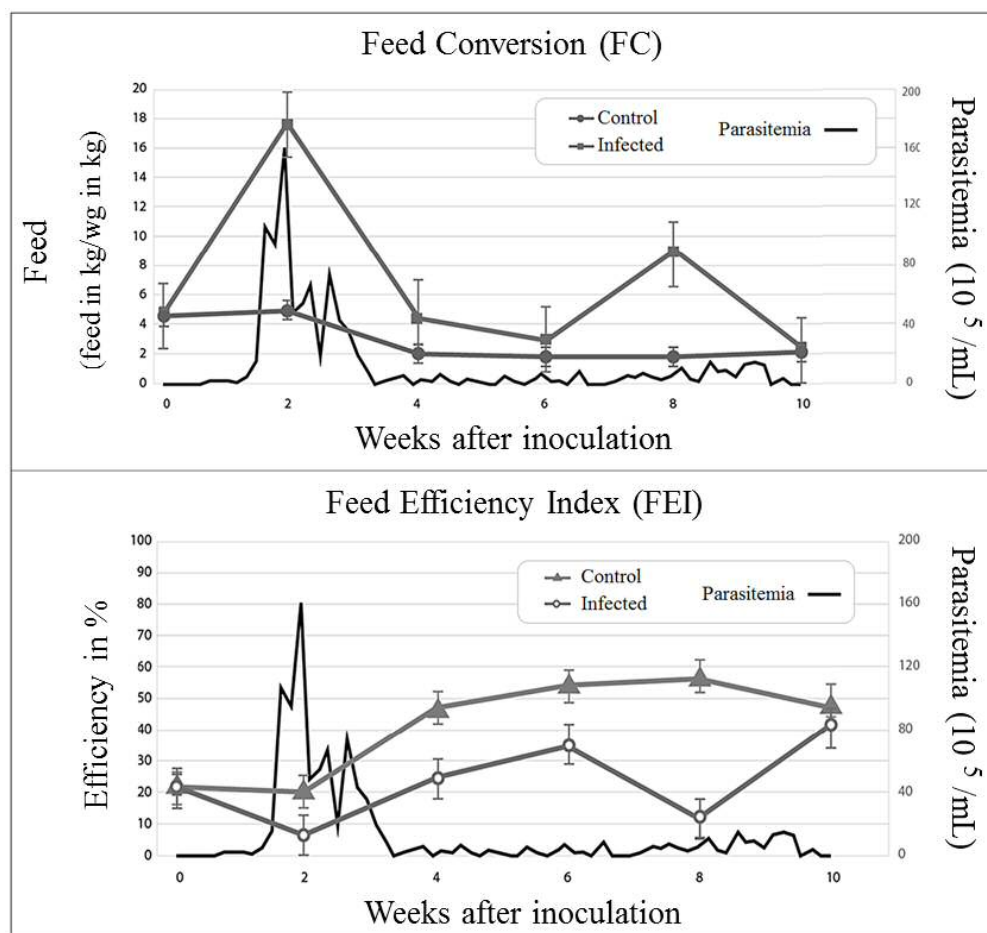 Feed Conversion (FC)
20
18
16
14
12
10
8
6
4
2
0
Feed
(feed in kg/wg in kg)
Control
Infected
Parasitemia
200
160
120
80
40
0
Parasitemia (10 5 /mL)
0 2 4 6 8 10
Weeks after inoculation
Feed Efficiency Index (FEI)
100
90
80
70
60
50
40
30
20
10
0
Efficiency in %
Control
Infected
Parasitemia
200
160
120
80
40
0
Parasitemia (10 5 /mL)
0 2 4 6 8 10
Weeks after inoculation